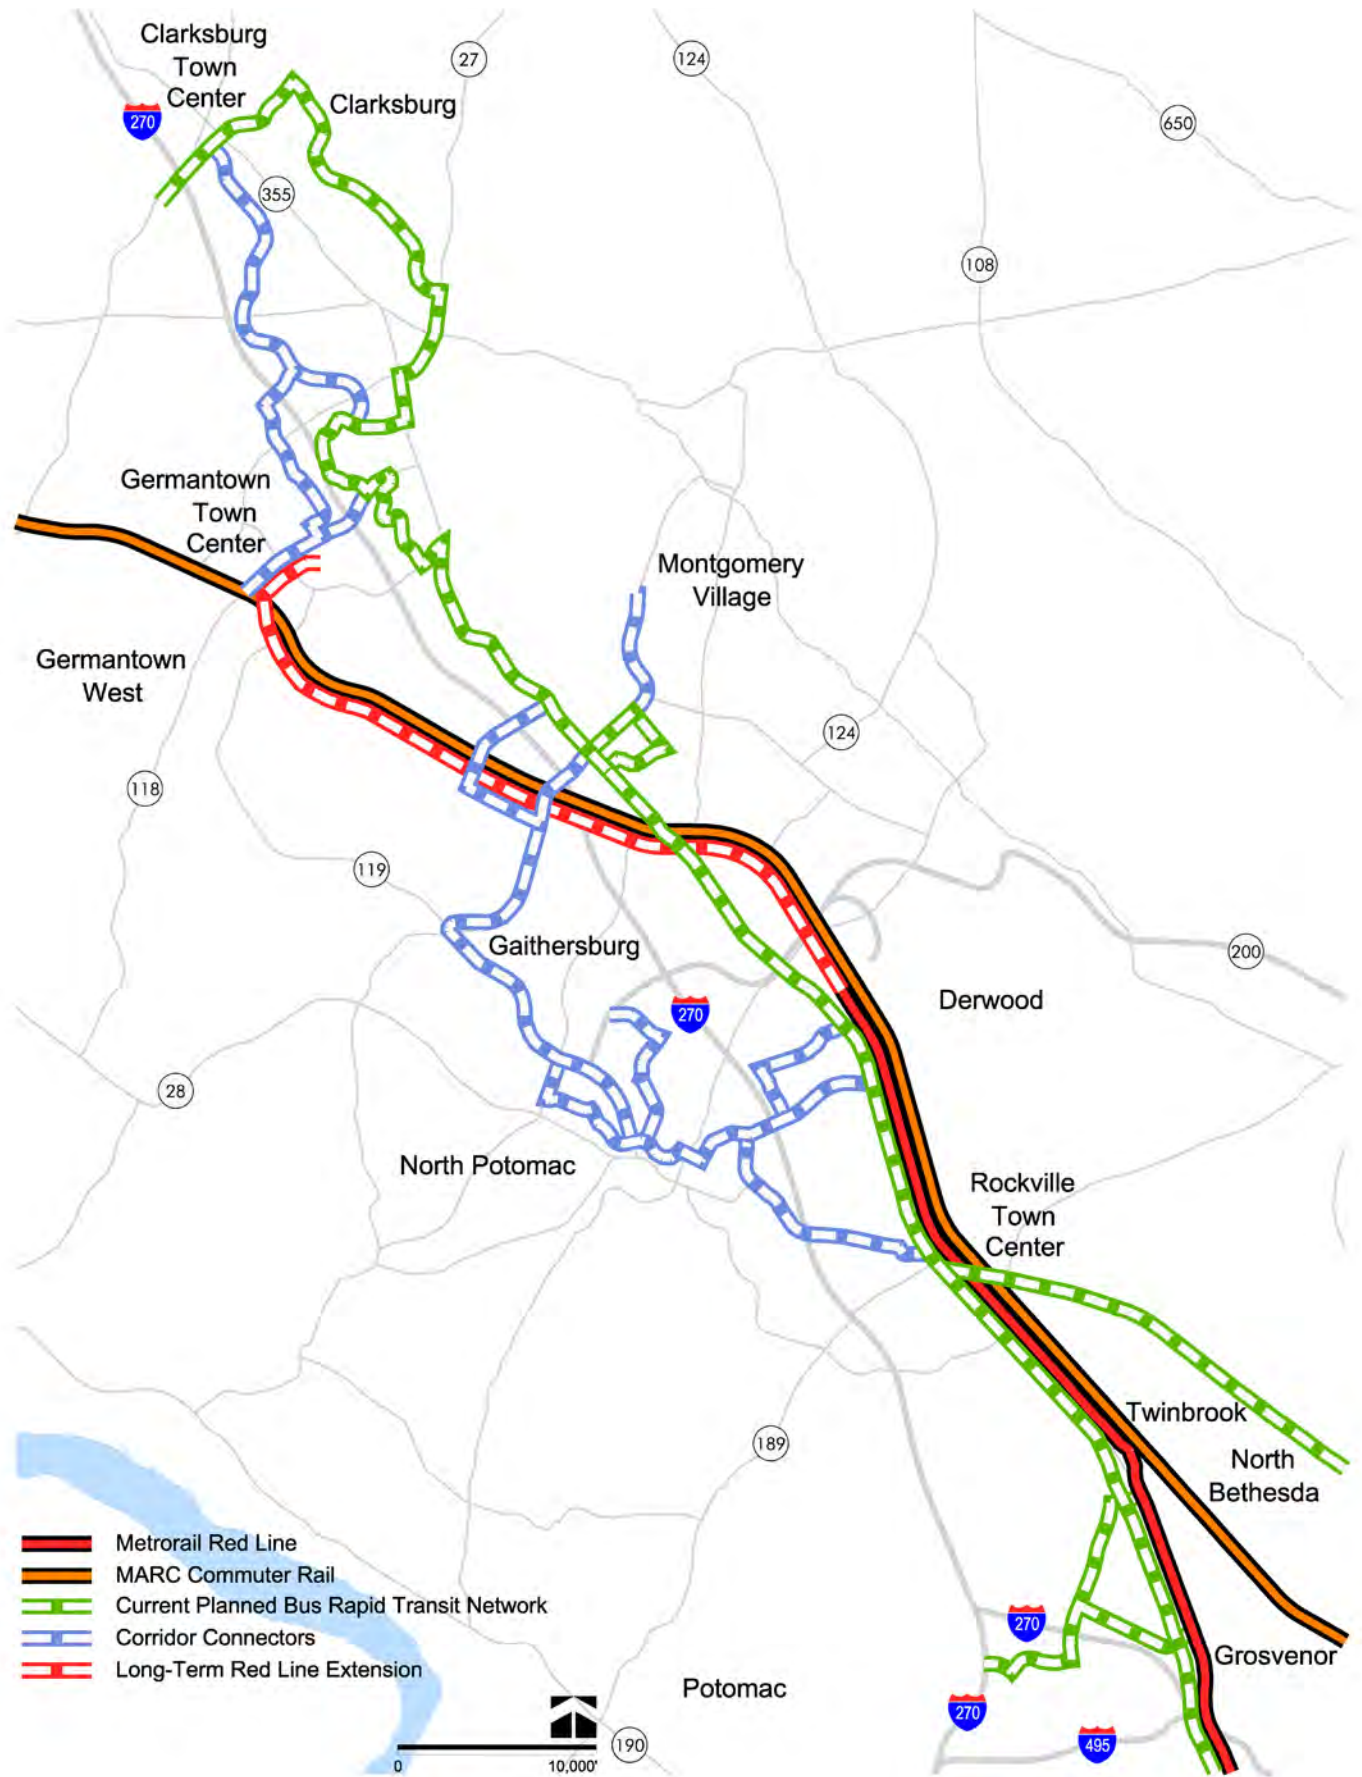 Clarksburg
Town
Center
27
124
Clarksburg
270
650
355
108
Germantown
Town
Center
Montgomery
Village
Germantown
West
124
118
119
Gaithersburg
200
Derwood
270
28
North Potomac
Rockville
Town
Center
Twinbrook
189
North
Bethesda
Metrorail Red Line
MARC Commuter Rail
Current Planned Bus Rapid Transit Network
Corridor Connectors
Long-Term Red Line Extension
270
Grosvenor
Potomac
270
190
495
0
10,000'